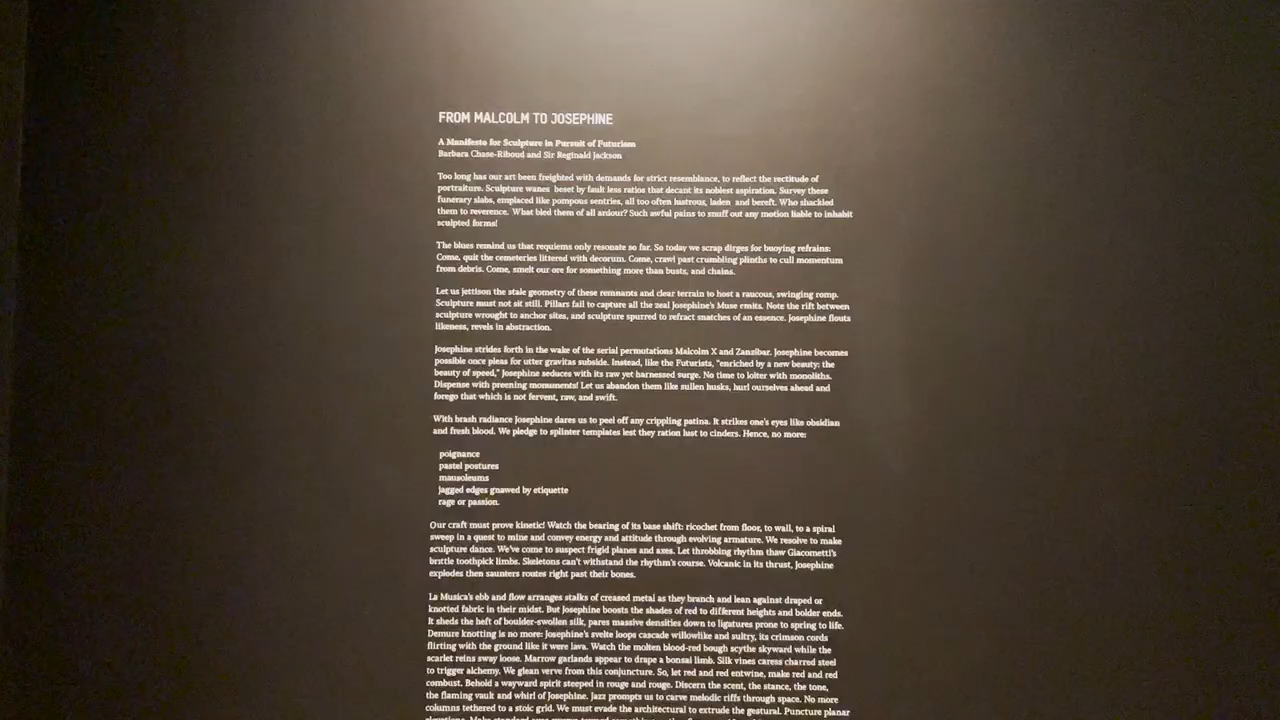 FROM MALCOLM TO JOSEPHINE
A Manifesto for Sculpture in Pursuit of Futurism
Barbara Chase-Riboud and Sir Reginald Jackson
Too long has our art been freighted with demands for strict resemblance, to reflect the rectitude of
portraiture. Sculpture wanes beset by fault less ratios that decant its noblest aspiration. Survey these
funerary slabs, emplaced like pompous sentries, all too often lustrous, laden and bereft. Who shackled
them to reverence. What bled them of all ardour? Such awful pains to snuff out any motion liable to inhabit
sculpted forms!
The blues remind us that requiems only resonate so far. So today we scrap dirges for buoying refrains:
Come, quit the cemeteries littered with decorum. Come, crawl past crumbling plinths to cull momentum
from debris. Come, smelt our ore for something more than busts, and chains.
Let us jettison the stale geometry of these remnants and clear terrain to host a raucous, swinging romp.
Sculpture must not sit still. Pillars fail to capture all the zeal Josephine's Muse emits. Note the rift between
sculpture wrought to anchor sites, and sculpture spurred to refract snatches of an essence. Josephine flouts
likeness, revels in abstraction.
Josephine strides forth in the wake of the serial permutations Malcolm X and Zanzibar. Josephine becomes
possible once pleas for utter gravitas subside. Instead, like the Futurists, "enriched by a new beauty: the
beauty of speed," Josephine seduces with its raw yet harnessed surge. No time to loiter with monoliths.
Dispense with preening monuments! Let us abandon them like sullen husks, hurl ourselves ahead and
forego that which is not fervent, raw, and swift.
With brash radiance Josephine dares us to peel off any crippling patina. It strikes one's eyes like obsidian
and fresh blood. We pledge to splinter templates lest they ration lust to cinders. Hence, no more:
poignance
pastel postures
mausoleums
jagged edges gnawed by etiquette
rage or passion.
Our craft must prove kinetic! Watch the bearing of its base shift: ricochet from floor, to wall, to a spiral
sweep in a quest to mine and convey energy and attitude through evolving armature. We resolve to make
sculpture dance. We've come to suspect frigid planes and axes. Let throbbing rhythm thaw Giacometti's
brittle toothpick limbs. Skeletons can't withstand the rhythm's course. Volcanic in its thrust, Josephine
explodes then saunters routes right past their bones.
La Musica's ebb and flow arranges stalks of creased metal as they branch and lean against draped or
knotted fabric in their midst. But Josephine boosts the shades of red to different heights and bolder ends.
It sheds the heft of boulder-swollen silk, pares massive densities down to ligatures prone to spring to life.
Demure knotting is no more: Josephine's svelte loops cascade willowlike and sultry, its crimson cords
flirting with the ground like it were lava. Watch the molten blood-red bough scythe skyward while the
scarlet reins sway loose. Marrow garlands appear to drape a bonsai limb. Silk vines caress charred steel
to trigger alchemy. We glean verve from this conjuncture. So, let red and red entwine, make red and red
combust. Behold a wayward spirit steeped in rouge and rouge. Discern the scent, the stance, the tone,
the flaming vault and whirl of Josephine. Jazz prompts us to carve melodic riffs through space. No more
columns tethered to a stoic grid. We must evade the architectural to extrude the gestural. Puncture planar